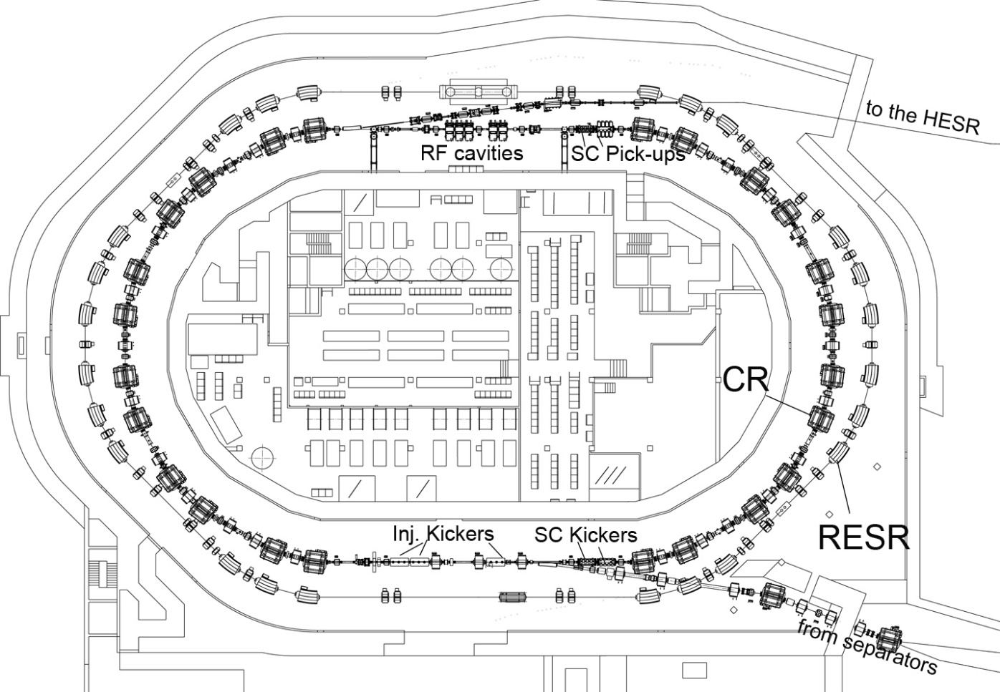 to the HESR
RF cavities
SC Pick-ups
CR
Inj. Kickers
SC Kickers
RESR
from separators